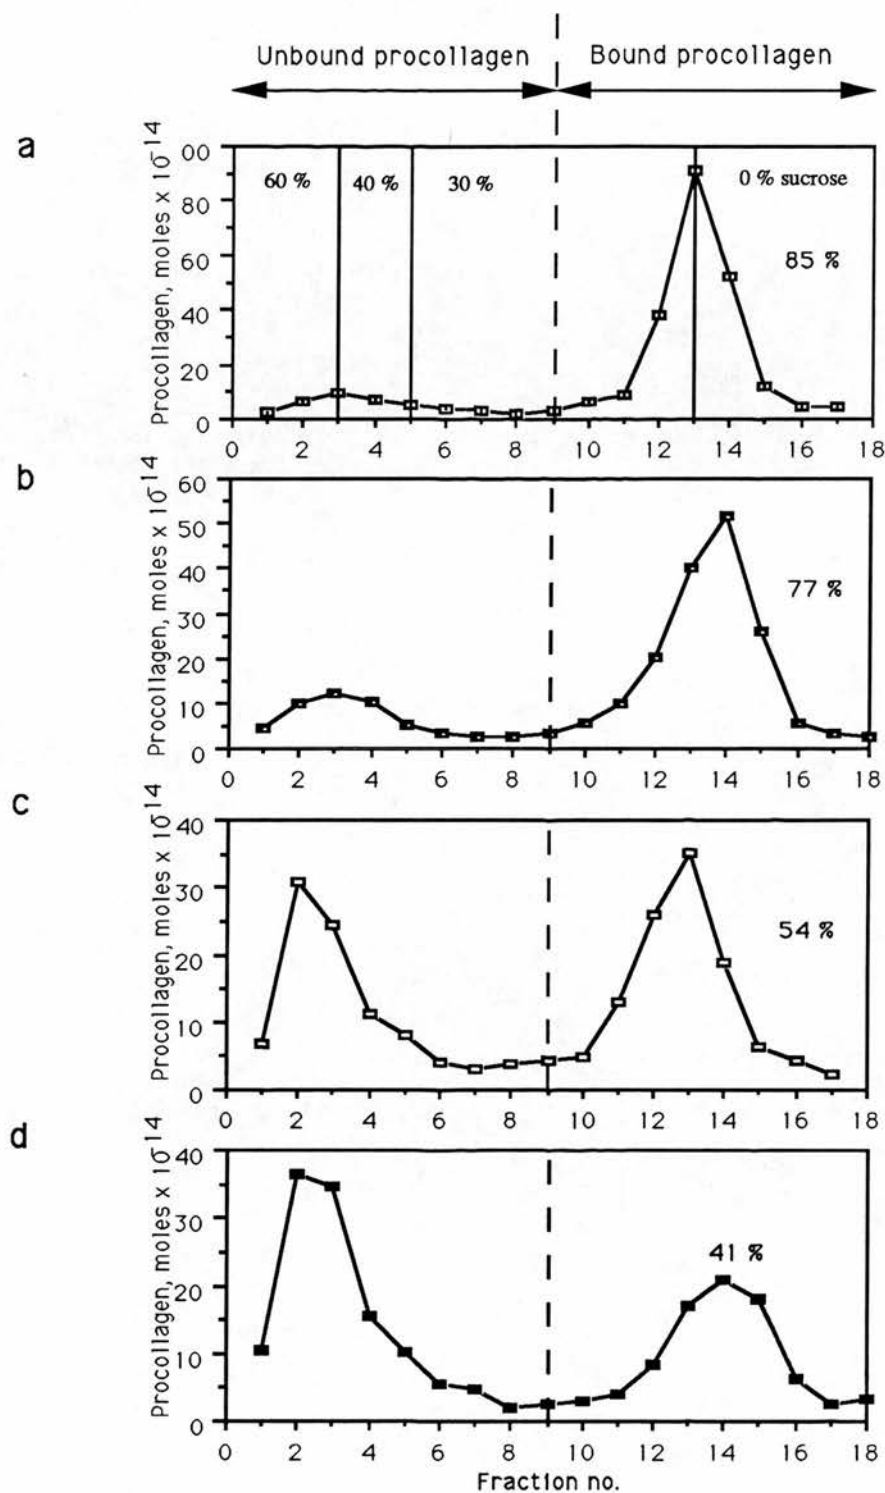 Unbound procollagen Bound procollagen
a
Procollagen, moles x 10-14
00
80
60
40
20
0
60 % 40 % 30 % 0 % sucrose
85 %
0 2 4 6 8 10 12 14 16 18
b
Procollagen, moles x 10-14
60
50
40
30
20
10
0
77 %
0 2 4 6 8 10 12 14 16 18
c
Procollagen, moles x 10-14
40
30
20
10
0
54 %
0 2 4 6 8 10 12 14 16 18
d
Procollagen, moles x 10-14
40
30
20
10
0
41 %
0 2 4 6 8 10 12 14 16 18
Fraction no.